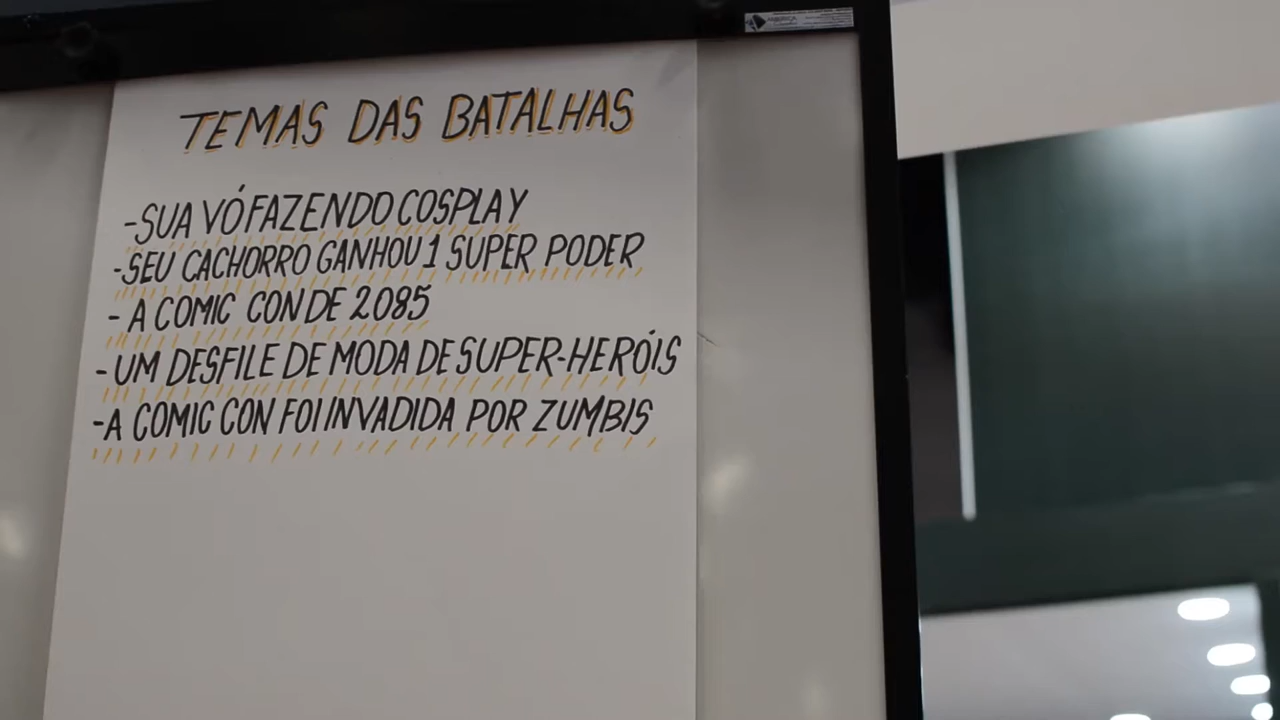 TEMAS DAS BATALHAS
-SUA VÓ FAZENDO COSPLAY
-SEU CACHORRO GANHOU 1 SUPER PODER
- A COMIC CON DE 2085
- UM DESFILE DE MODA DE SUPER-HERÓIS
-A COMIC CON FOI INVADIDA POR ZUMBIS